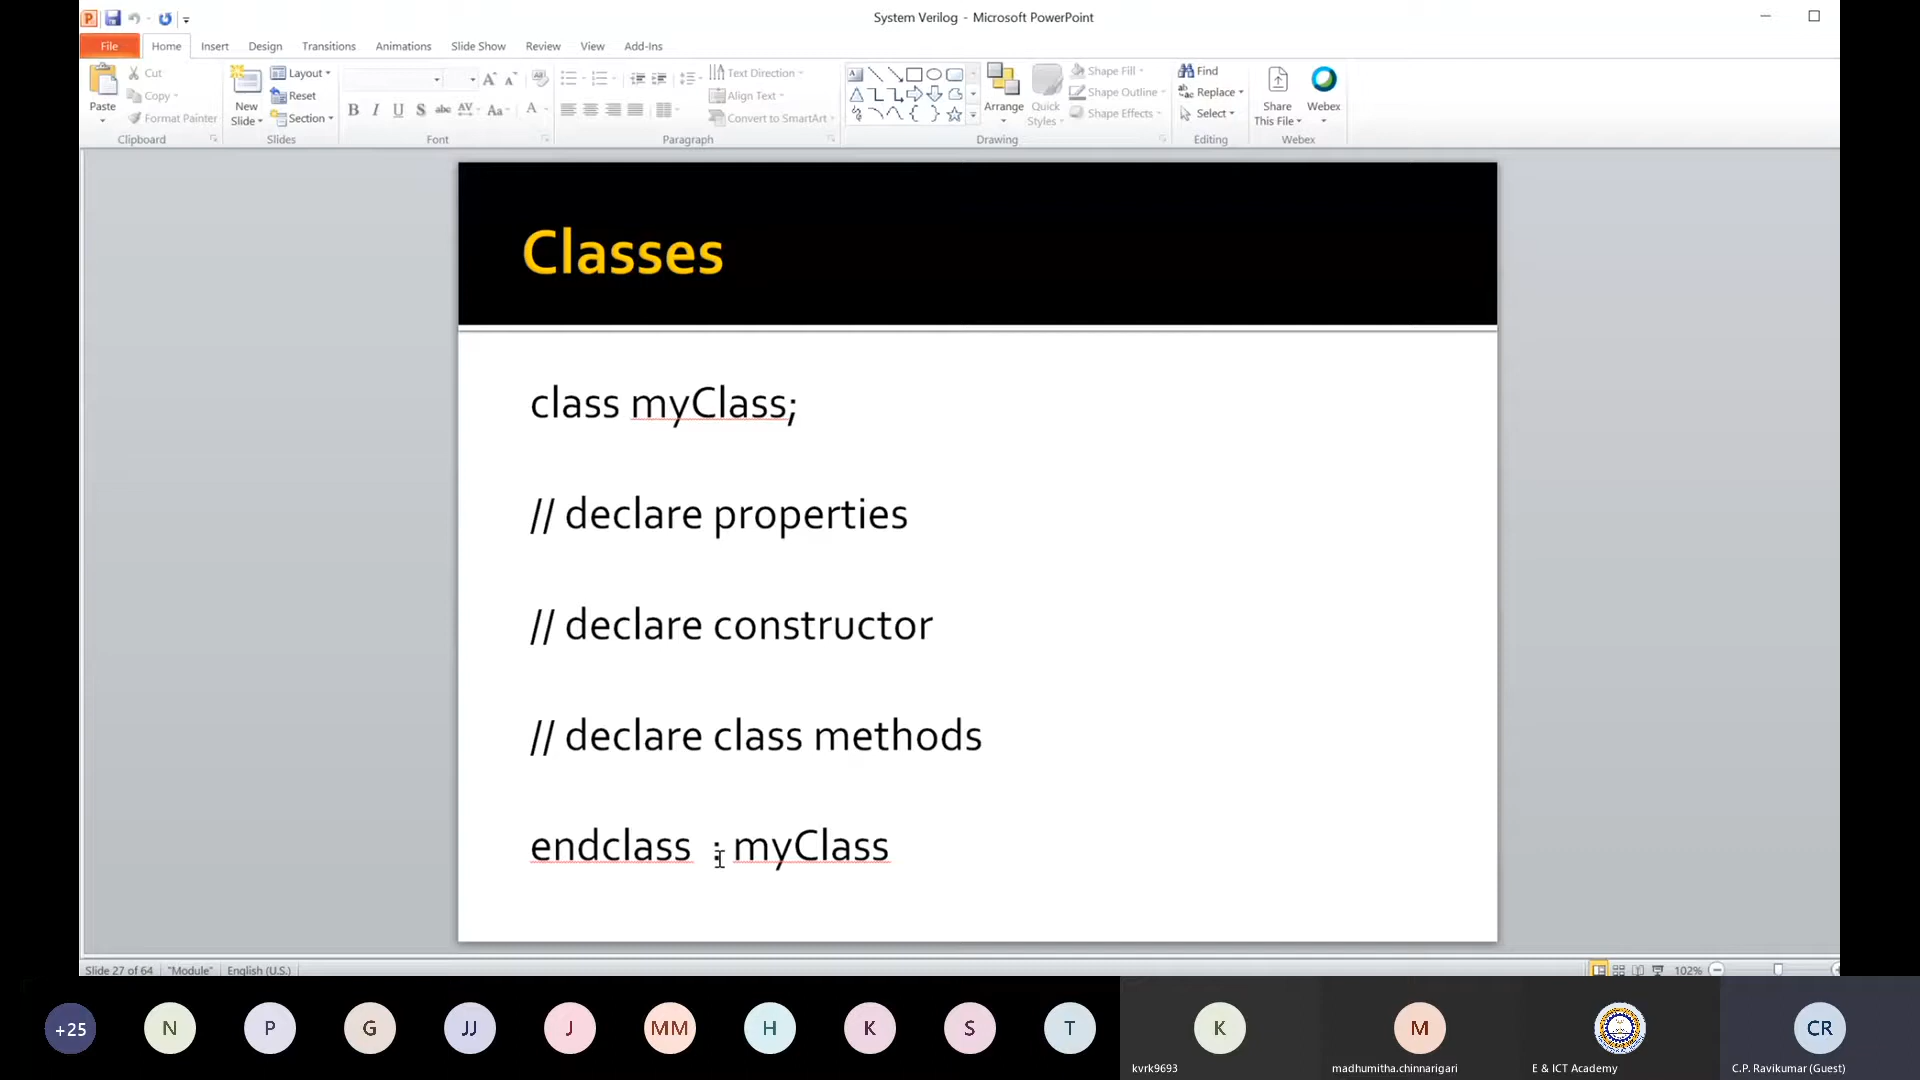 System Verilog - Microsoft PowerPoint
File Home Insert Design Transitions Animations Slide Show Review View Add-Ins
Paste
Cut
Copy
Format Painter
Clipboard
New
Slide
Layout
Reset
Section
Slides
B I U S abc AV Aa A
Font
Text Direction
Align Text
Convert to SmartArt
Paragraph
Arrange
Quick
Styles
Shape Fill
Shape Outline
Shape Effects
Drawing
Find
Replace
Select
Editing
Share
This File
Webex
Webex
Classes
class myClass;
// declare properties
// declare constructor
// declare class methods
endclass : myClass
Slide 27 of 64 "Module" English (U.S.) 102%
+25 N P G JJ J MM H K S T K M CR
kvrk9693 madhumitha.chinnarigari E & ICT Academy C.P. Ravikumar (Guest)